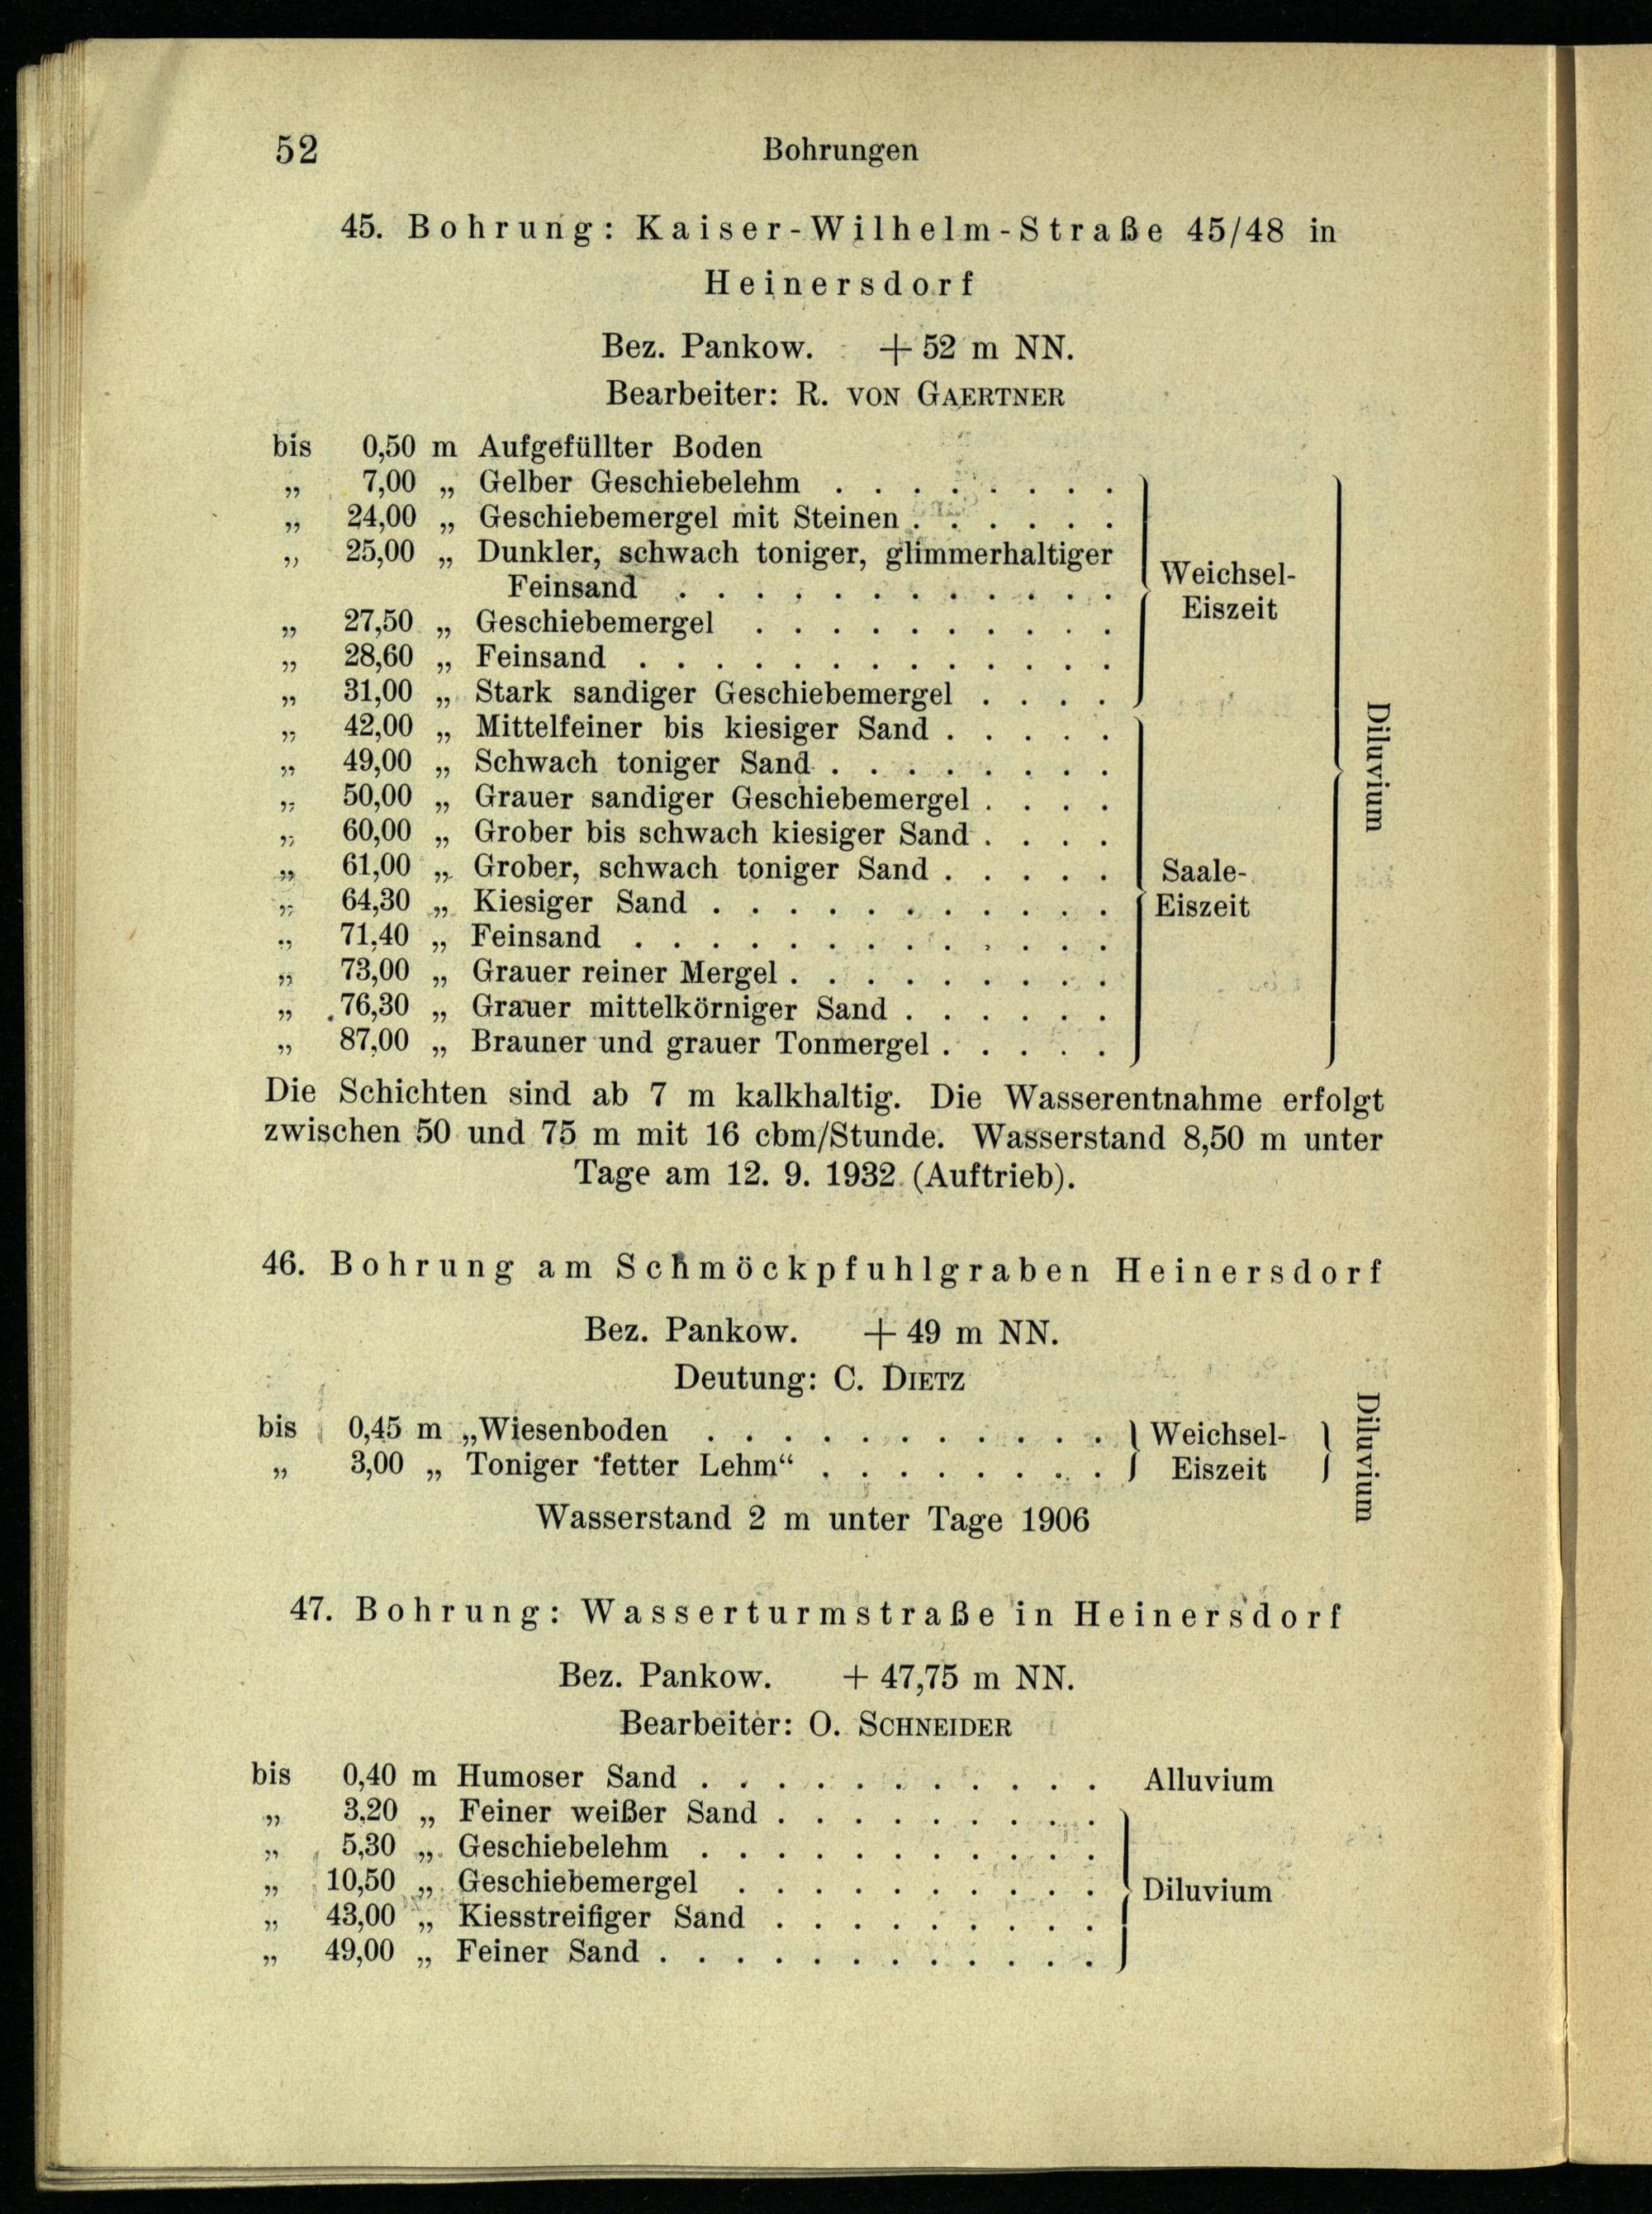 52 Bohrungen
45. Bohrung: Kaiser-Wilhelm-Straße 45/48 in
Heinersdorf
Bez. Pankow. + 52 m NN.
Bearbeiter: R. VON GAERTNER
bis 0,50 m Aufgefüllter Boden
„ 7,00 „ Gelber Geschiebelehm . . . . . . . .
„ 24,00 „ Geschiebemergel mit Steinen . . . . . .
„ 25,00 „ Dunkler, schwach toniger, glimmerhaltiger
Feinsand . . . . . . . . . . . .
„ 27,50 „ Geschiebemergel . . . . . . . . . .
„ 28,60 „ Feinsand . . . . . . . . . . . . .
„ 31,00 „ Stark sandiger Geschiebemergel . . . .
Weichsel-
Eiszeit
„ 42,00 „ Mittelfeiner bis kiesiger Sand . . . . .
„ 49,00 „ Schwach toniger Sand . . . . . . . .
„ 50,00 „ Grauer sandiger Geschiebemergel . . . .
„ 60,00 „ Grober bis schwach kiesiger Sand . . . .
„ 61,00 „ Grober, schwach toniger Sand . . . . .
„ 64,30 „ Kiesiger Sand . . . . . . . . . . .
„ 71,40 „ Feinsand . . . . . . . . . . . . .
„ 73,00 „ Grauer reiner Mergel . . . . . . . . .
„ 76,30 „ Grauer mittelkörniger Sand . . . . . .
„ 87,00 „ Brauner und grauer Tonmergel . . . . .
Saale-
Eiszeit
Diluvium
Die Schichten sind ab 7 m kalkhaltig. Die Wasserentnahme erfolgt
zwischen 50 und 75 m mit 16 cbm/Stunde. Wasserstand 8,50 m unter
Tage am 12. 9. 1932 (Auftrieb).
46. Bohrung am Schmöckpfuhlgraben Heinersdorf
Bez. Pankow. + 49 m NN.
Deutung: C. DIETZ
bis 0,45 m „Wiesenboden . . . . . . . . . . .
„ 3,00 „ Toniger fetter Lehm“ . . . . . . . .
Weichsel-
Eiszeit
Diluvium
Wasserstand 2 m unter Tage 1906
47. Bohrung: Wasserturmstraße in Heinersdorf
Bez. Pankow. + 47,75 m NN.
Bearbeiter: O. SCHNEIDER
bis 0,40 m Humoser Sand . . . . . . . . . . . Alluvium
„ 3,20 „ Feiner weißer Sand . . . . . . . . .
„ 5,30 „ Geschiebelehm . . . . . . . . . . .
„ 10,50 „ Geschiebemergel . . . . . . . . . .
„ 43,00 „ Kiesstreifiger Sand . . . . . . . . .
„ 49,00 „ Feiner Sand . . . . . . . . . . . .
Diluvium